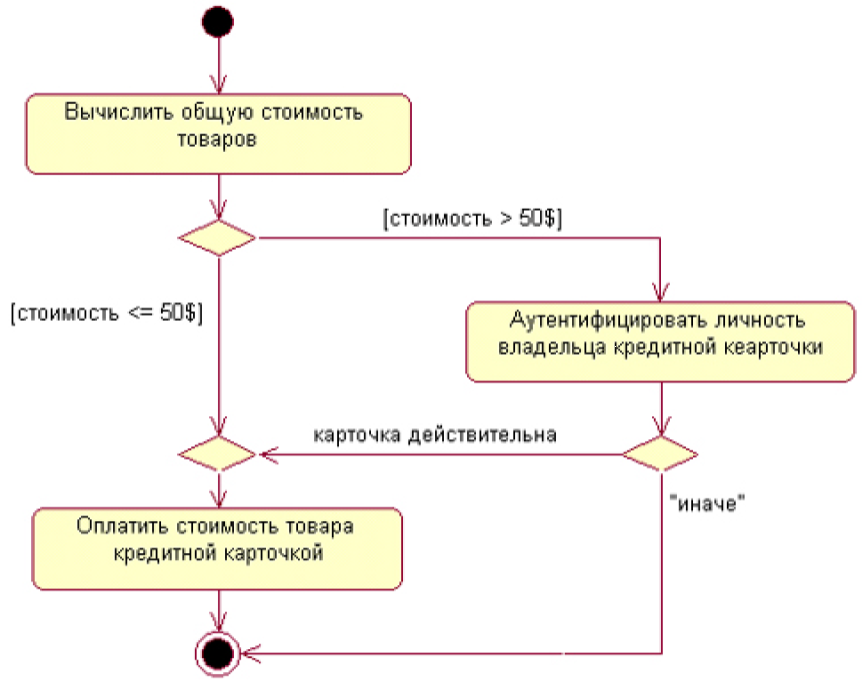 Вычислить общую стоимость
товаров
[стоимость > 50$]
[стоимость <= 50$]
Аутентифицировать личность
владельца кредитной кеарточки
карточка действительна
"иначе"
Оплатить стоимость товара
кредитной карточкой